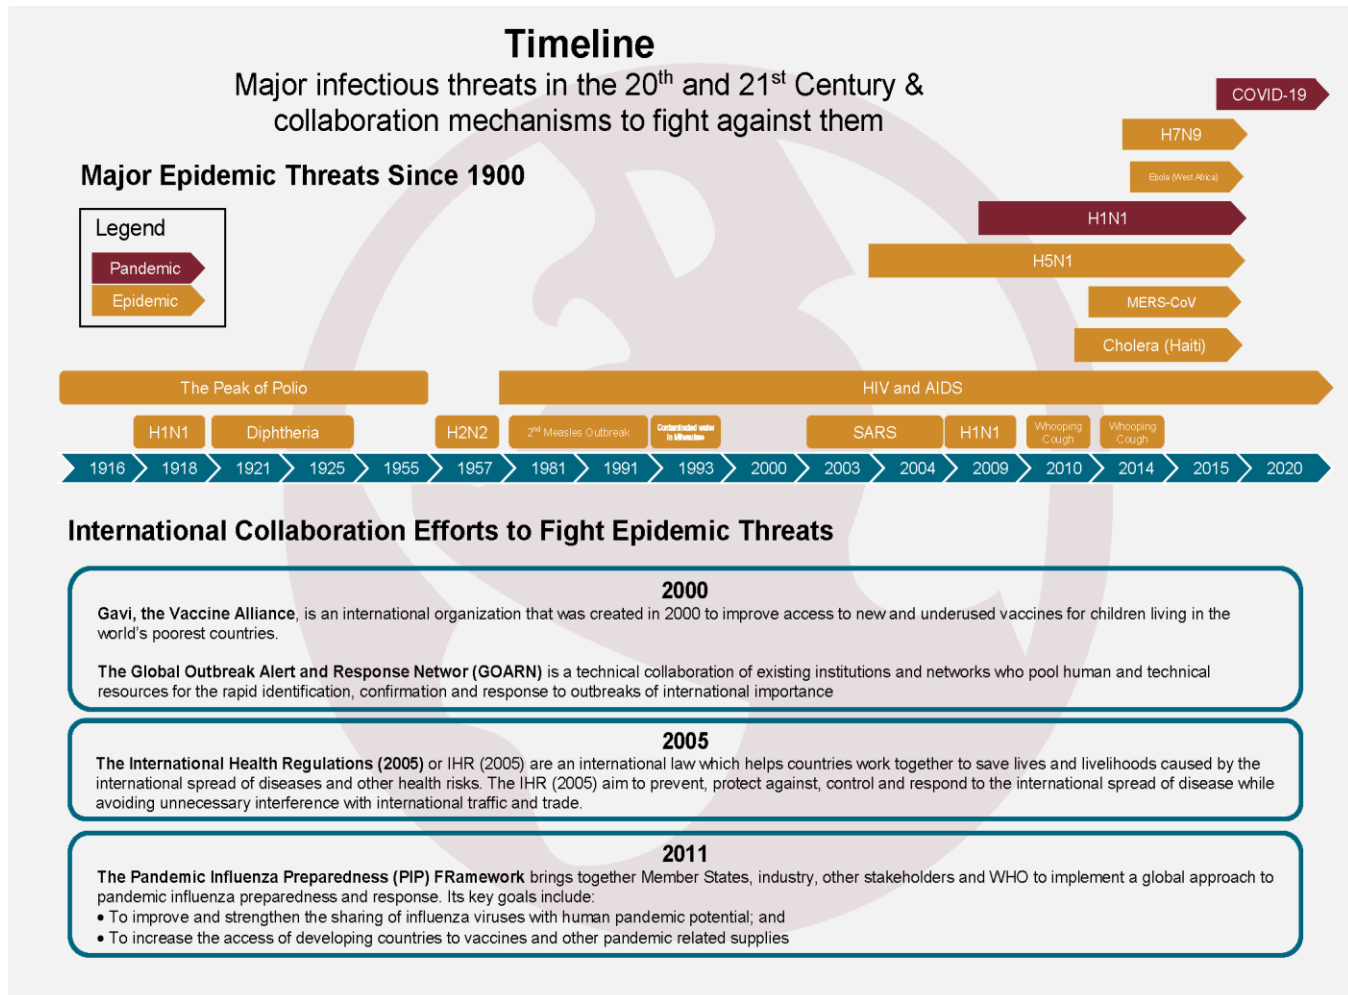 Timeline
Major infectious threats in the 20th and 21st Century &
collaboration mechanisms to fight against them
Major Epidemic Threats Since 1900
Legend
Pandemic
Epidemic
COVID-19
H7N9
Ebola (West Africa)
H1N1
H5N1
MERS-CoV
Cholera (Haiti)
The Peak of Polio
HIV and AIDS
H1N1
Diphtheria
H2N2
2nd Measles Outbreak
Contaminated water
in Milwaukee
SARS
H1N1
Whooping
Cough
Whooping
Cough
1916 1918 1921 1925 1955 1957 1981 1991 1993 2000 2003 2004 2009 2010 2014 2015 2020
International Collaboration Efforts to Fight Epidemic Threats
2000
Gavi, the Vaccine Alliance, is an international organization that was created in 2000 to improve access to new and underused vaccines for children living in the
world's poorest countries.
The Global Outbreak Alert and Response Networ (GOARN) is a technical collaboration of existing institutions and networks who pool human and technical
resources for the rapid identification, confirmation and response to outbreaks of international importance
2005
The International Health Regulations (2005) or IHR (2005) are an international law which helps countries work together to save lives and livelihoods caused by the
international spread of diseases and other health risks. The IHR (2005) aim to prevent, protect against, control and respond to the international spread of disease while
avoiding unnecessary interference with international traffic and trade.
2011
The Pandemic Influenza Preparedness (PIP) FRamework brings together Member States, industry, other stakeholders and WHO to implement a global approach to
pandemic influenza preparedness and response. Its key goals include:
• To improve and strengthen the sharing of influenza viruses with human pandemic potential; and
• To increase the access of developing countries to vaccines and other pandemic related supplies